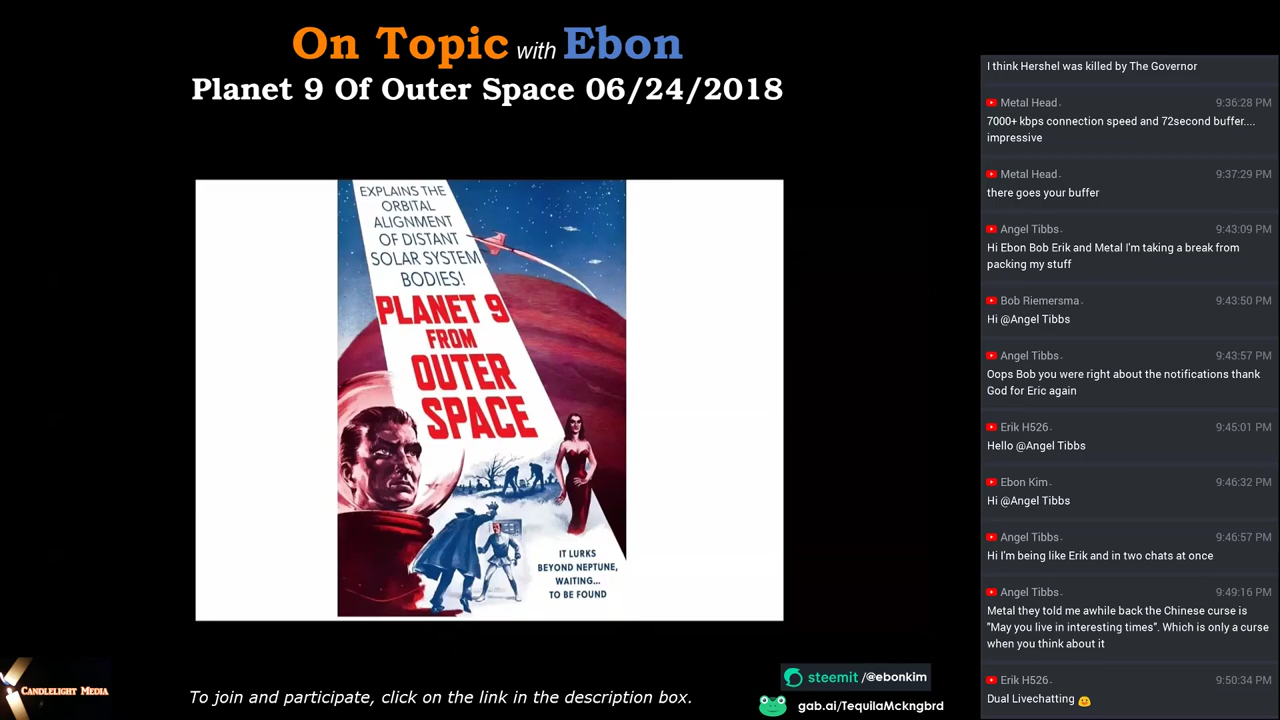 On Topic with Ebon
Planet 9 Of Outer Space 06/24/2018
EXPLAINS THE
ORBITAL
ALIGNMENT
OF DISTANT
SOLAR SYSTEM
BODIES!
PLANET 9
FROM
OUTER
SPACE
IT LURKS
BEYOND NEPTUNE,
WAITING...
TO BE FOUND
CANDLELIGHT MEDIA
To join and participate, click on the link in the description box.
steemit /@ebonkim
gab.ai/TequilaMckngbrd
I think Hershel was killed by The Governor
Metal Head. 9:36:28 PM
7000+ kbps connection speed and 72second buffer....
impressive
Metal Head. 9:37:29 PM
there goes your buffer
Angel Tibbs. 9:43:09 PM
Hi Ebon Bob Erik and Metal I'm taking a break from
packing my stuff
Bob Riemersma. 9:43:50 PM
Hi @Angel Tibbs
Angel Tibbs. 9:43:57 PM
Oops Bob you were right about the notifications thank
God for Eric again
Erik H526. 9:45:01 PM
Hello @Angel Tibbs
Ebon Kim. 9:46:32 PM
Hi @Angel Tibbs
Angel Tibbs. 9:46:57 PM
Hi I'm being like Erik and in two chats at once
Angel Tibbs. 9:49:16 PM
Metal they told me awhile back the Chinese curse is
"May you live in interesting times". Which is only a curse
when you think about it
Erik H526. 9:50:34 PM
Dual Livechatting